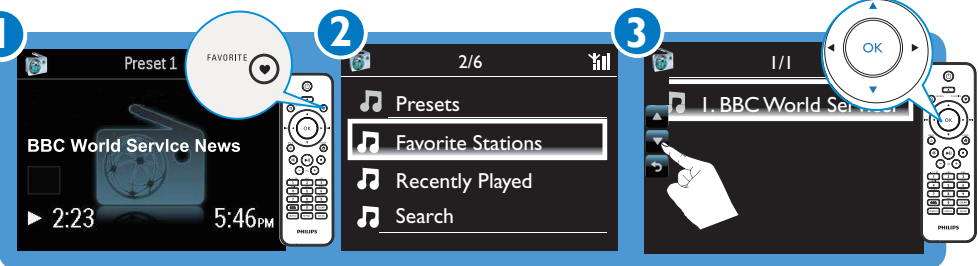 1
Preset 1
FAVORITE
BBC World Service News
2:23
5:46PM
PHILIPS
2
2/6
Presets
Favorite Stations
Recently Played
Search
3
1/1
1. BBC World Service
OK
OK
PHILIPS